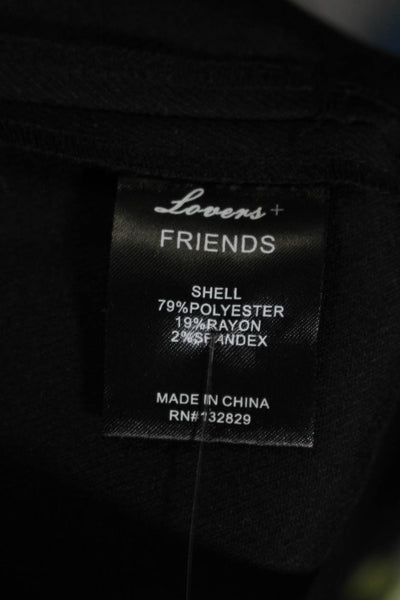 Lovers +
FRIENDS
SHELL
79%POLYESTER
19%RAYON
2%SPANDEX
MADE IN CHINA
RN#132829